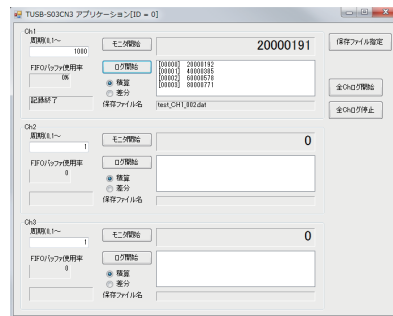 TUSB-S03CN3 アプリケーション[ID = 0]
Ch1
周期(0.1～
1000
モニタ開始
20000191
保存ファイル指定
FIFOバッファ使用率
0%
ログ開始
積算
差分
[00000] 20000192
[00001] 40000385
[00002] 60000578
[00003] 80000771
全Chログ開始
記録終了
保存ファイル名
test_CH1_002.dat
全Chログ停止
Ch2
周期(0.1～
1
モニタ開始
0
FIFOバッファ使用率
0
ログ開始
積算
差分
保存ファイル名
Ch3
周期(0.1～
1
モニタ開始
0
FIFOバッファ使用率
0
ログ開始
積算
差分
保存ファイル名